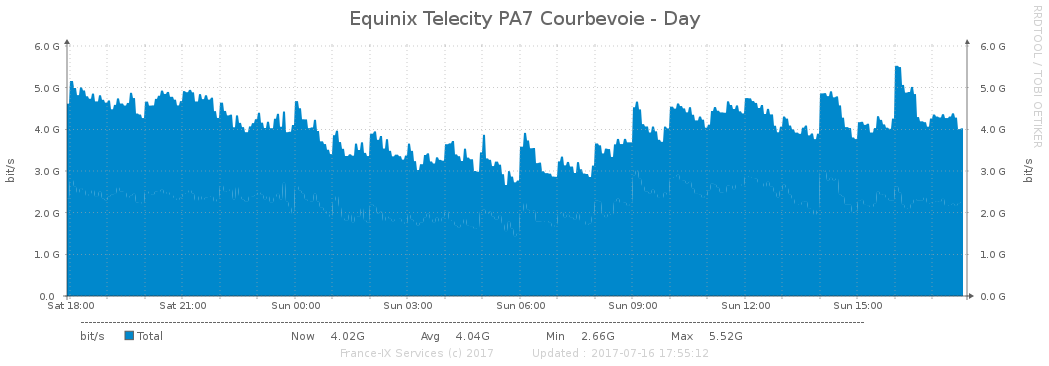 Equinix Telecity PA7 Courbevoie - Day
RRDTOOL / TOBI OETIKER
bit/s
6.0 G 6.0 G
5.0 G 5.0 G
4.0 G 4.0 G
3.0 G 3.0 G
2.0 G 2.0 G
1.0 G 1.0 G
0.0 0.0 G
bit/s
Sat 18:00 Sat 21:00 Sun 00:00 Sun 03:00 Sun 06:00 Sun 09:00 Sun 12:00 Sun 15:00
bit/s Total Now 4.02G Avg 4.04G Min 2.66G Max 5.52G
France-IX Services (c) 2017 Updated : 2017-07-16 17:55:12